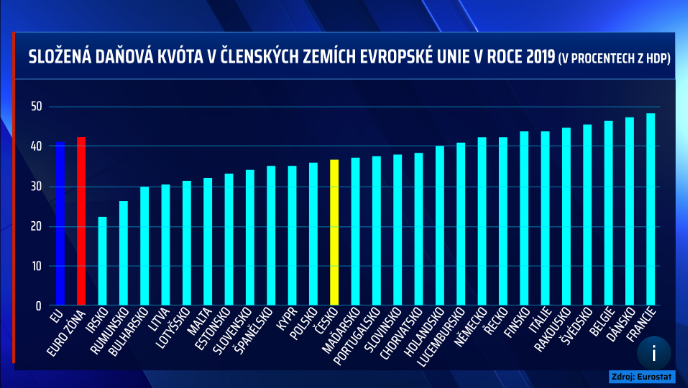 SLOŽENÁ DAŇOVÁ KVÓTA V ČLENSKÝCH ZEMÍCH EVROPSKÉ UNIE V ROCE 2019 (V PROCENTECH Z HDP)
50
40
30
20
10
0
EU
EURO ZÓNA
IRSKO
RUMUNSKO
BULHARSKO
LITVA
LOTYŠSKO
MALTA
ESTONSKO
SLOVENSKO
ŠPANĚLSKO
KYPR
POLSKO
ČESKO
MAĎARSKO
PORTUGALSKO
SLOVINSKO
CHORVATSKO
HOLANDSKO
LUCEMBURSKO
NĚMECKO
ŘECKO
FINSKO
ITÁLIE
RAKOUSKO
ŠVÉDSKO
BELGIE
DÁNSKO
FRANCIE
i
Zdroj: Eurostat